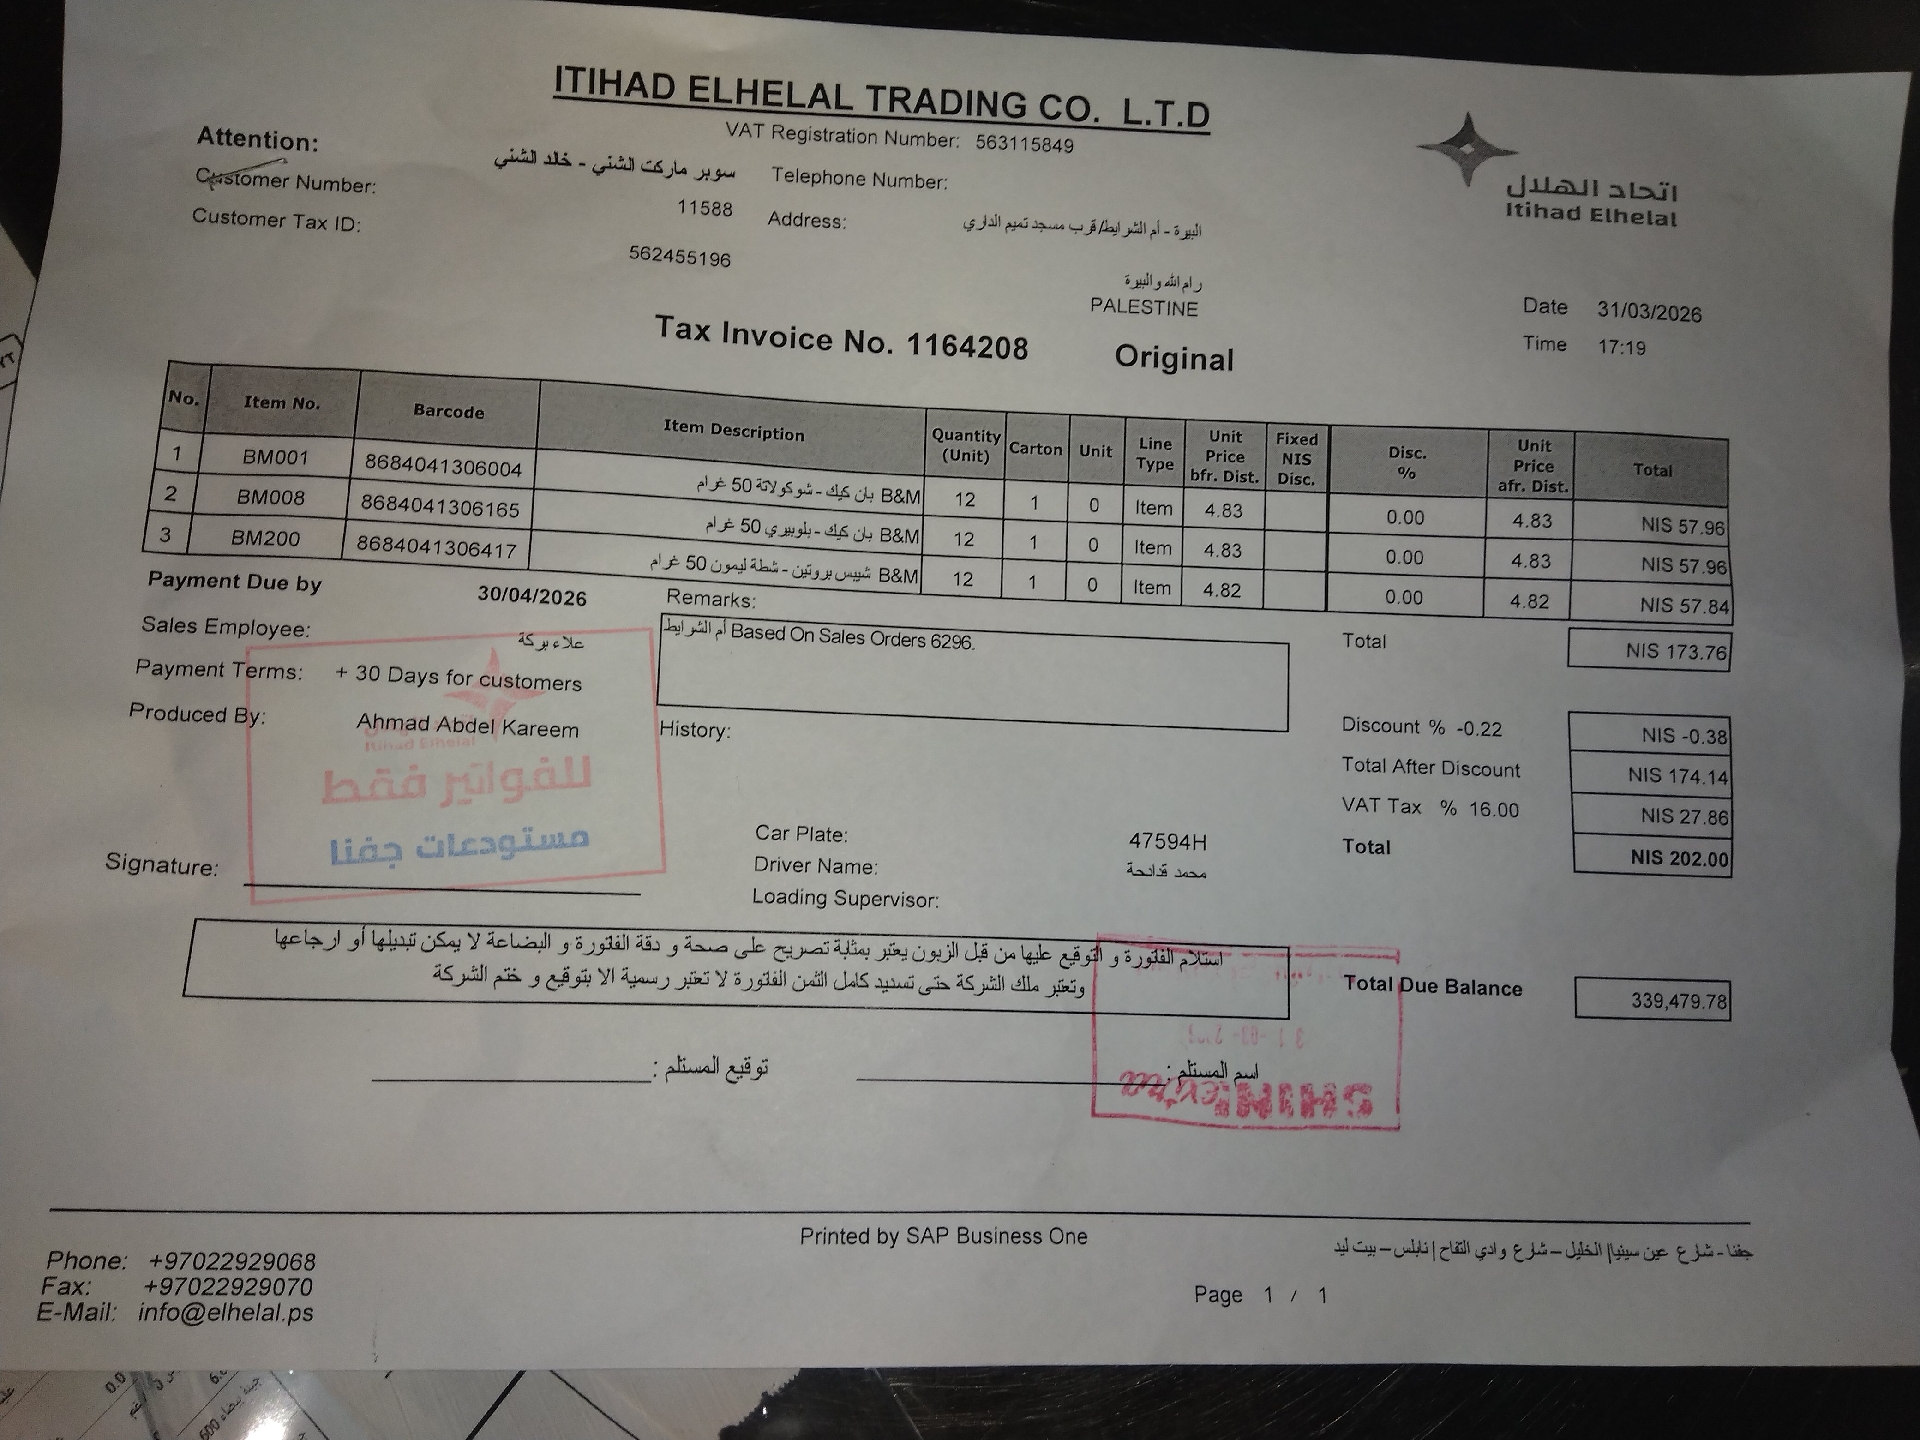 ITIHAD ELHELAL TRADING CO. L.T.D
VAT Registration Number: 563115849
اتحاد الهلال
Itihad Elhelal
Attention: سوبر ماركت الشني - خالد الشني
Telephone Number:
Customer Number: 11588
Address: البيرة - أم الشرايط/قرب مسجد تميم الداري
Customer Tax ID: 562455196
رام الله والبيرة
PALESTINE
Date 31/03/2026
Time 17:19
Tax Invoice No. 1164208 Original
No. Item No. Barcode Item Description Quantity (Unit) Carton Unit Line Type Unit Price bfr. Dist. Fixed NIS Disc. Disc. % Unit Price afr. Dist. Total
1 BM001 8684041306004 B&M بان كيك - شوكولاتة 50 غرام 12 1 0 Item 4.83 0.00 4.83 NIS 57.96
2 BM008 8684041306165 B&M بان كيك - بلوبيري 50 غرام 12 1 0 Item 4.83 0.00 4.83 NIS 57.96
3 BM200 8684041306417 B&M شيبس بروتين - شطة ليمون 50 غرام 12 1 0 Item 4.82 0.00 4.82 NIS 57.84
Payment Due by 30/04/2026
Remarks:
أم الشرايط Based On Sales Orders 6296.
Sales Employee: علاء بركة
Payment Terms: + 30 Days for customers
Produced By: Ahmad Abdel Kareem
History:
Total NIS 173.76
Discount % -0.22 NIS -0.38
Total After Discount NIS 174.14
VAT Tax % 16.00 NIS 27.86
Total NIS 202.00
Itihad Elhelal
للفواتير فقط
مستودعات جفنا
Signature:
Car Plate: 47594H
Driver Name: محمد قدادحة
Loading Supervisor:
استلام الفاتورة و التوقيع عليها من قبل الزبون يعتبر بمثابة تصريح على صحة و دقة الفاتورة و البضاعة لا يمكن تبديلها أو ارجاعها
وتعتبر ملك الشركة حتى تسديد كامل الثمن الفاتورة لا تعتبر رسمية الا بتوقيع و ختم الشركة
Total Due Balance 339,479.78
اسم المستلم :
توقيع المستلم :
Printed by SAP Business One
Phone: +97022929068
Fax: +97022929070
E-Mail: info@elhelal.ps
جفنا - شارع عين سينيا| الخليل – شارع وادي التفاح | نابلس – بيت ليد
Page 1 / 1